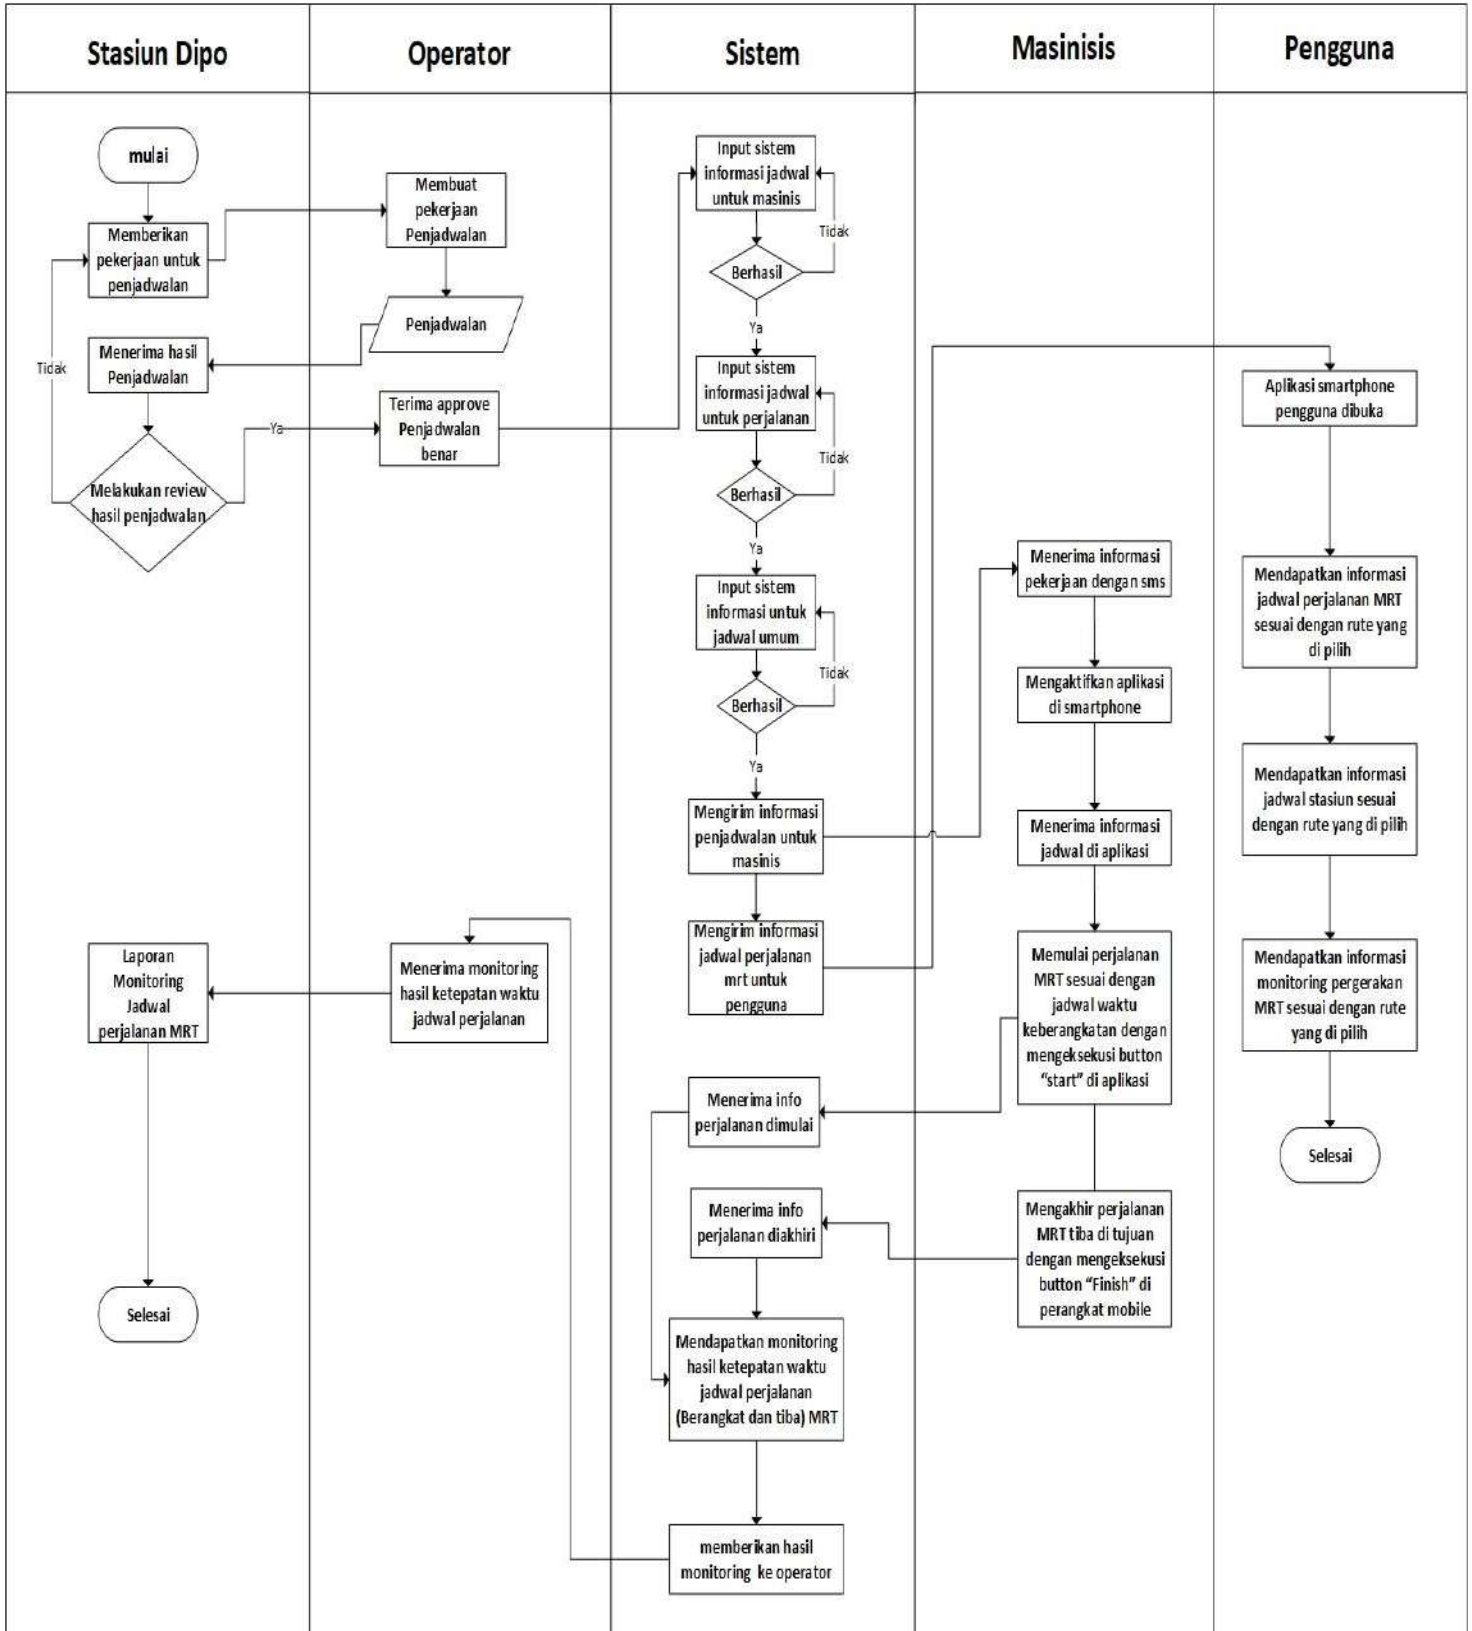 Stasiun Dipo
Operator
Sistem
Masinisis
Pengguna
mulai
Memberikan
pekerjaan untuk
penjadwalan
Menerima hasil
Penjadwalan
Tidak
Melakukan review
hasil penjadwalan
Ya
Laporan
Monitoring
Jadwal
perjalanan MRT
Selesai
Membuat
pekerjaan
Penjadwalan
Penjadwalan
Terima approve
Penjadwalan
benar
Menerima monitoring
hasil ketepatan waktu
jadwal perjalanan
Input sistem
informasi jadwal
untuk masinis
Tidak
Berhasil
Ya
Input sistem
informasi jadwal
untuk perjalanan
Tidak
Berhasil
Ya
Input sistem
informasi untuk
jadwal umum
Tidak
Berhasil
Ya
Mengirim informasi
penjadwalan untuk
masinis
Mengirim informasi
jadwal perjalanan
mrt untuk
pengguna
Menerima info
perjalanan dimulai
Menerima info
perjalanan diakhiri
Mendapatkan monitoring
hasil ketepatan waktu
jadwal perjalanan
(Berangkat dan tiba) MRT
memberikan hasil
monitoring ke operator
Menerima informasi
pekerjaan dengan sms
Mengaktifkan aplikasi
di smartphone
Menerima informasi
jadwal di aplikasi
Memulai perjalanan
MRT sesuai dengan
jadwal waktu
keberangkatan dengan
mengeksekusi button
“start” di aplikasi
Mengakhir perjalanan
MRT tiba di tujuan
dengan mengeksekusi
button “Finish” di
perangkat mobile
Aplikasi smartphone
pengguna dibuka
Mendapatkan informasi
jadwal perjalanan MRT
sesuai dengan rute yang
di pilih
Mendapatkan informasi
jadwal stasiun sesuai
dengan rute yang di pilih
Mendapatkan informasi
monitoring pergerakan
MRT sesuai dengan rute
yang di pilih
Selesai